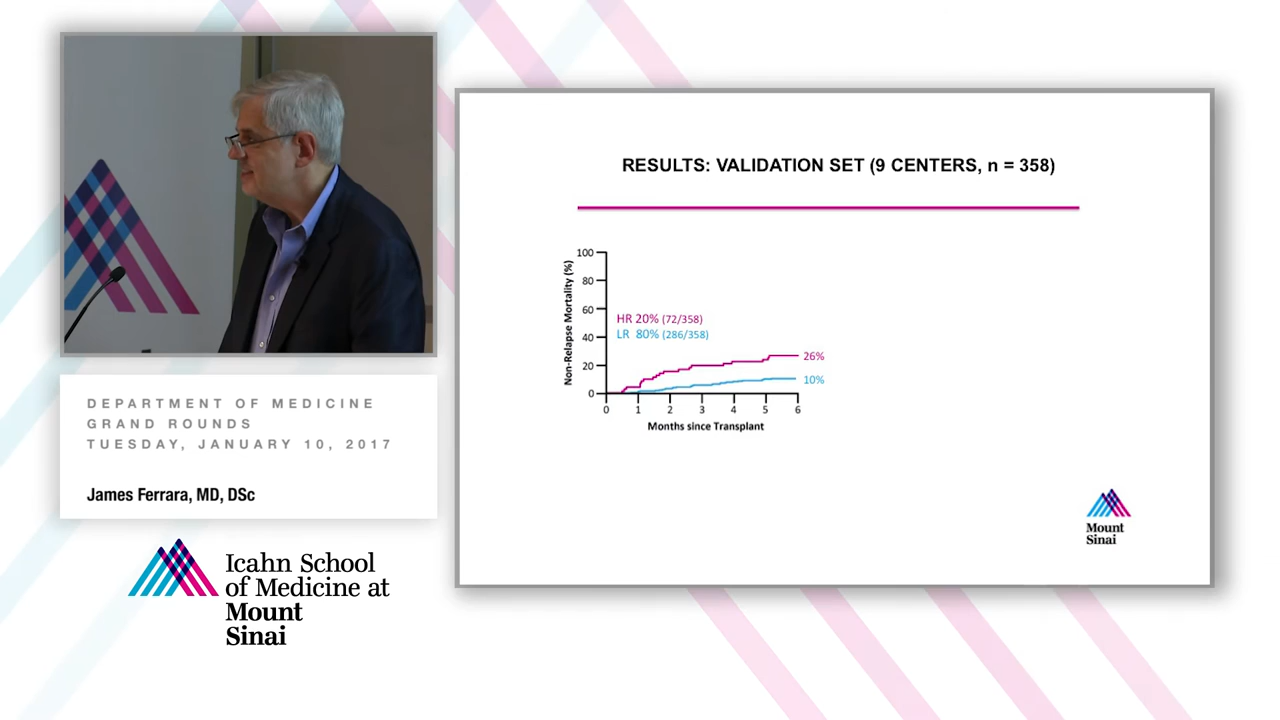 DEPARTMENT OF MEDICINE
GRAND ROUNDS
TUESDAY, JANUARY 10, 2017
James Ferrara, MD, DSc
Icahn School
of Medicine at
Mount
Sinai
RESULTS: VALIDATION SET (9 CENTERS, n = 358)
Non-Relapse Mortality (%)
100
80
60
40
20
0
HR 20% (72/358)
LR 80% (286/358)
26%
10%
0 1 2 3 4 5 6
Months since Transplant
Mount
Sinai